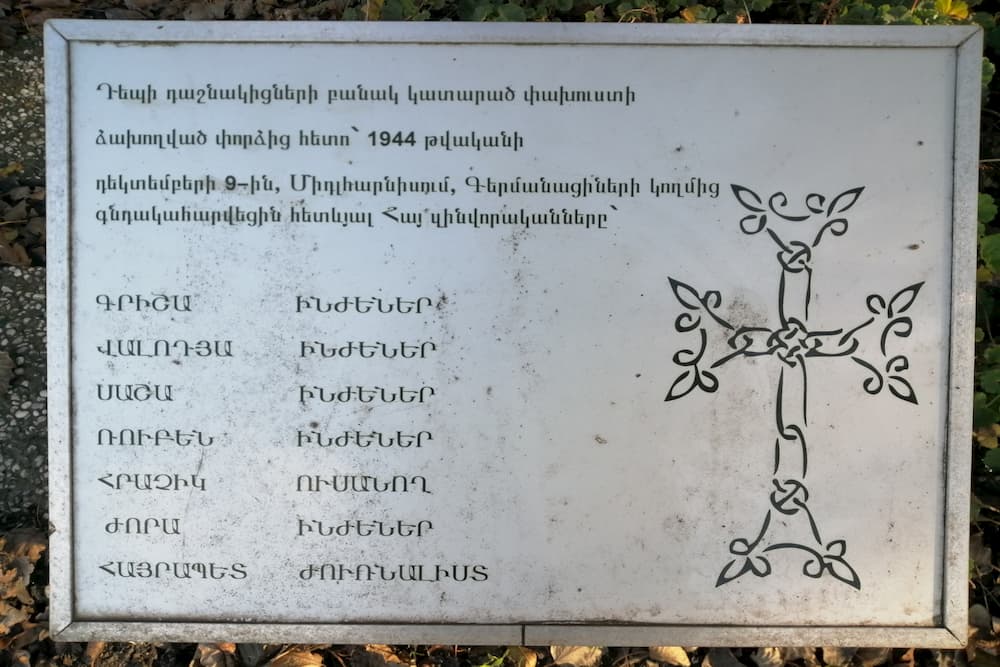 Դեպի դաշնակիցների բանակ կատարած փախուստի
ձախողված փորձից հետո՝ 1944 թվականի
դեկտեմբերի 9-ին, Միդլհարնիսում, Գերմանացիների կողմից
գնդակահարվեցին հետևյալ Հայ զինվորականները՝
ԳՐԻՇԱ ԻՆԺԵՆԵՐ
ՎԱԼՈԴՅԱ ԻՆԺԵՆԵՐ
ՍԱՇԱ ԻՆԺԵՆԵՐ
ՌՈՒԲԵՆ ԻՆԺԵՆԵՐ
ՀՐԱՉԻԿ ՈՒՍԱՆՈՂ
ԺՈՐԱ ԻՆԺԵՆԵՐ
ՀԱՅՐԱՊԵՏ ԺՈՒՌՆԱԼԻՍՏ